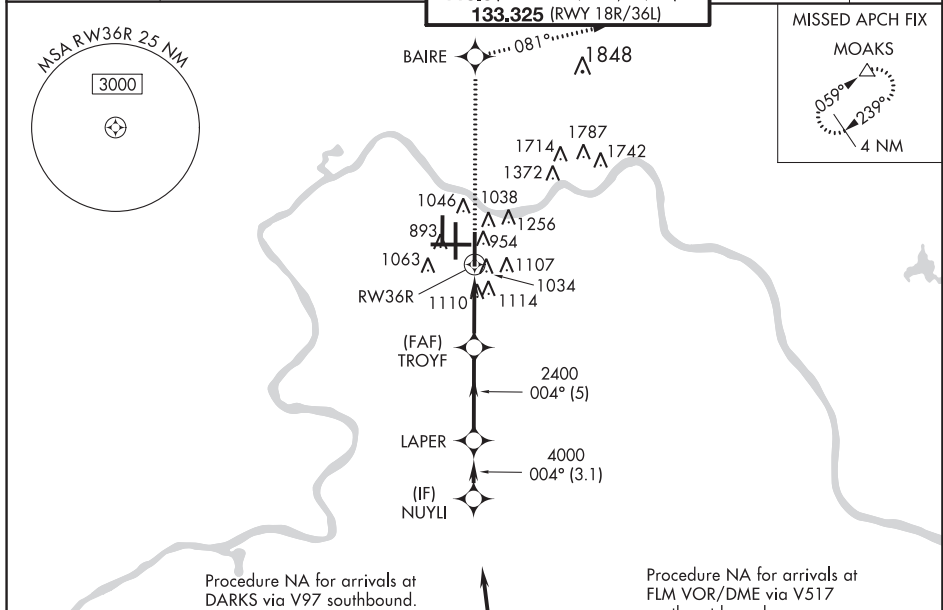 133.325 (RWY 18R/36L)
MISSED APCH FIX
MOAKS
059°
239°
4 NM
MSA RW36R 25 NM
3000
BAIRE
081°
1848
1714
1787
1742
1372
1046
1038
1256
893
954
1063
1107
1034
RW36R
1110
1114
(FAF)
TROYF
2400
004° (5)
LAPER
4000
004° (3.1)
(IF)
NUYLI
Procedure NA for arrivals at
DARKS via V97 southbound.
Procedure NA for arrivals at
FLM VOR/DME via V517